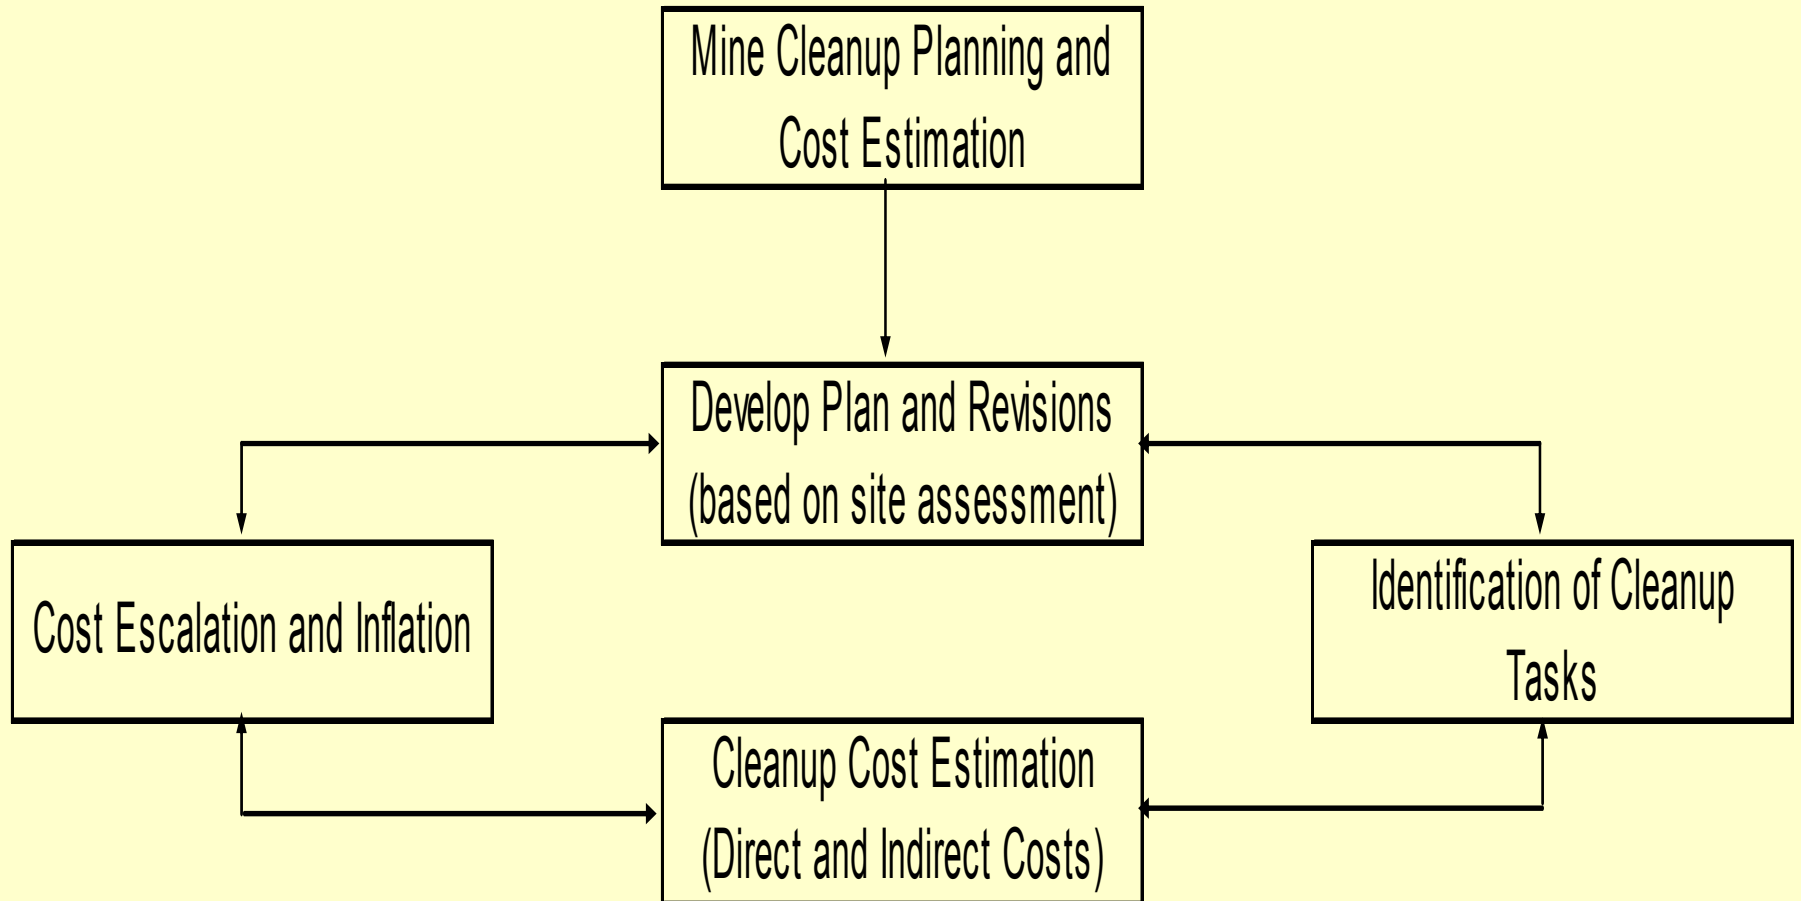 Mine Cleanup Planning and
Cost Estimation
Develop Plan and Revisions
(based on site assessment)
Cost Escalation and Inflation
Identification of Cleanup
Tasks
Cleanup Cost Estimation
(Direct and Indirect Costs)